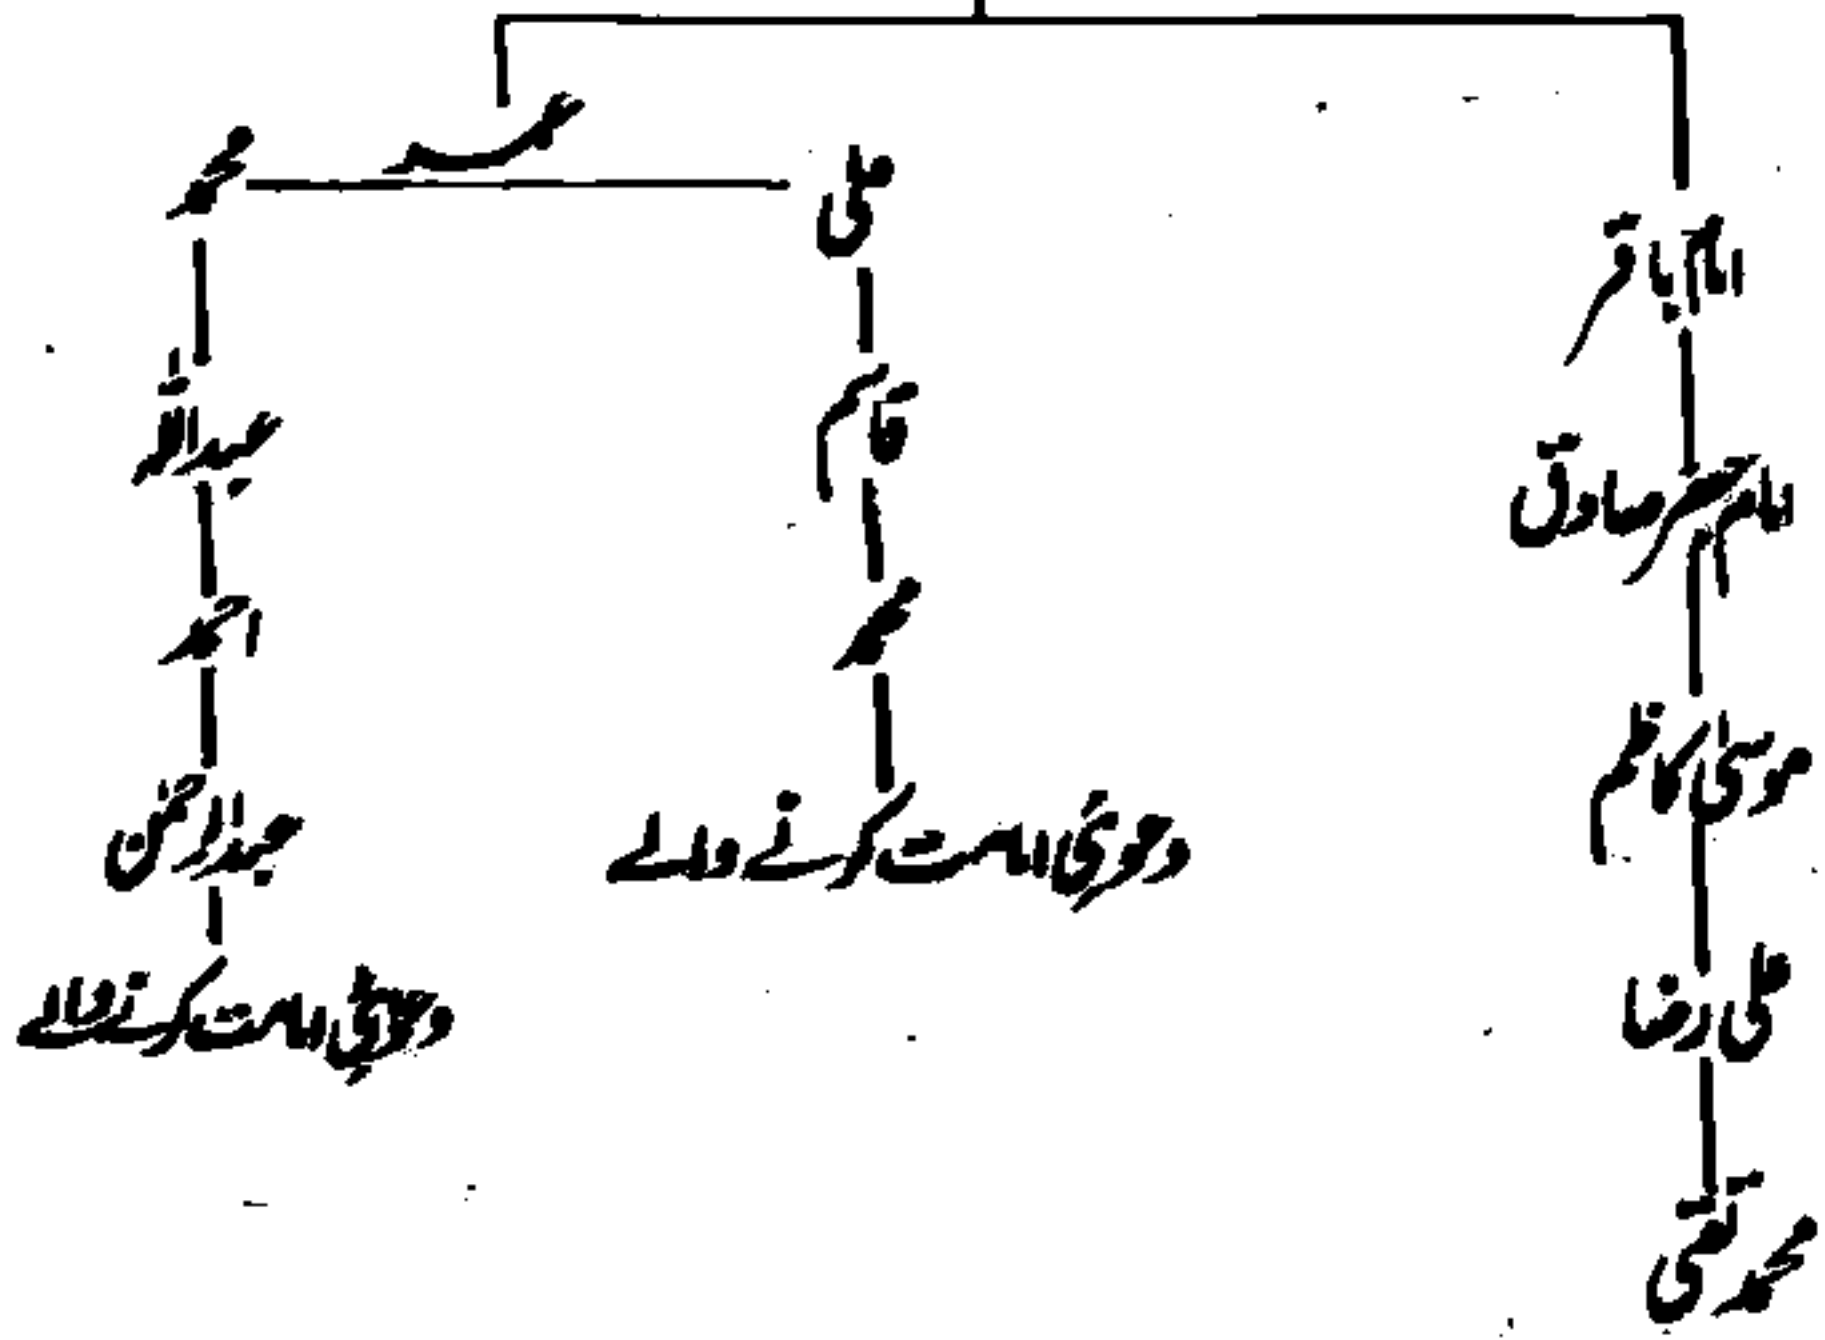 عمر
علی
محمد
امام باقر
قاسم
عبداللہ
امام جعفر صادق
محمد
احمد
موسیٰ کاظم
دعویٰ امامت کرنے والے
عبدالرحمٰن
علی رضا
دعویٰ امامت کرنے والے
محمد تقی